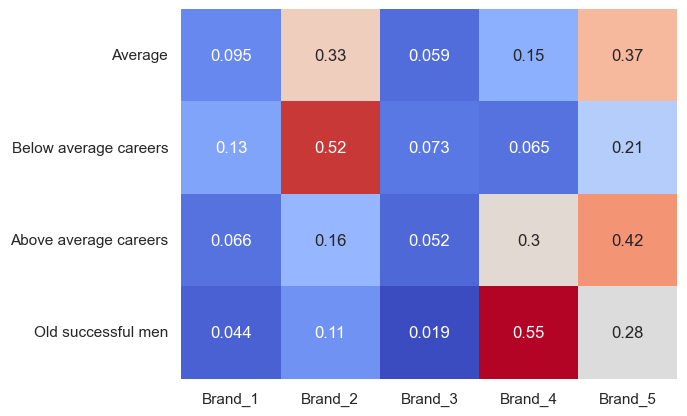 Average 0.095 0.33 0.059 0.15 0.37
Below average careers 0.13 0.52 0.073 0.065 0.21
Above average careers 0.066 0.16 0.052 0.3 0.42
Old successful men 0.044 0.11 0.019 0.55 0.28
Brand_1 Brand_2 Brand_3 Brand_4 Brand_5